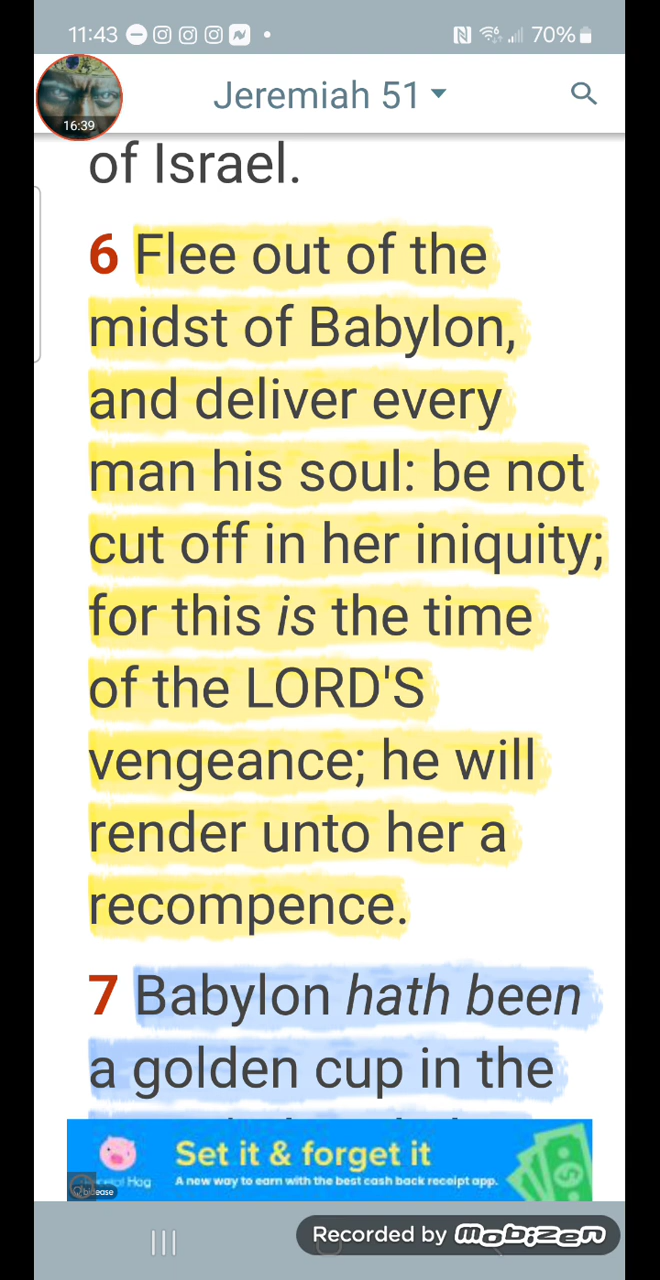 11:43
70%
16:39
Jeremiah 51
of Israel.
6 Flee out of the
midst of Babylon,
and deliver every
man his soul: be not
cut off in her iniquity;
for this is the time
of the LORD'S
vengeance; he will
render unto her a
recompence.
7 Babylon hath been
a golden cup in the
Set it & forget it
A new way to earn with the best cash back receipt app.
Hog
Recorded by mobizen